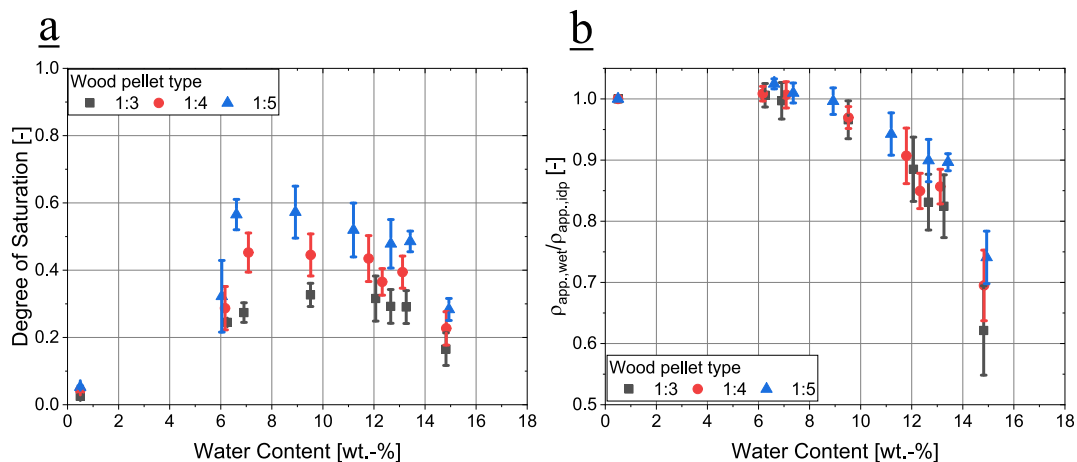 a
Wood pellet type
1:3 1:4 1:5
1.0
0.8
0.6
0.4
0.2
0.0
Degree of Saturation [-]
0 2 4 6 8 10 12 14 16 18
Water Content [wt.-%]
b
1.0
0.9
0.8
0.7
0.6
0.5
ρapp.,wet/ρapp.,idp [-]
Wood pellet type
1:3 1:4 1:5
0 2 4 6 8 10 12 14 16 18
Water Content [wt.-%]